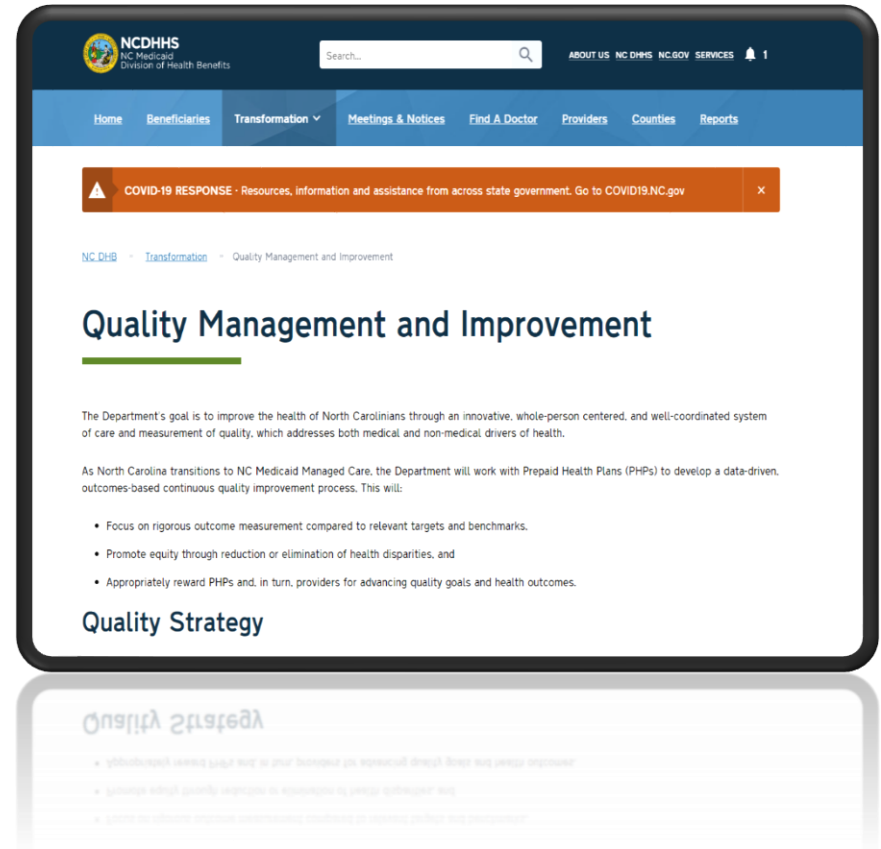 NCDHHS
NC Medicaid
Division of Health Benefits
Search...
ABOUT US NC DHHS NC.GOV SERVICES 1
Home Beneficiaries Transformation Meetings & Notices Find A Doctor Providers Counties Reports
COVID-19 RESPONSE · Resources, information and assistance from across state government. Go to COVID19.NC.gov ×
NC DHB Transformation Quality Management and Improvement
Quality Management and Improvement
The Department's goal is to improve the health of North Carolinians through an innovative, whole-person centered, and well-coordinated system
of care and measurement of quality, which addresses both medical and non-medical drivers of health.
As North Carolina transitions to NC Medicaid Managed Care, the Department will work with Prepaid Health Plans (PHPs) to develop a data-driven,
outcomes-based continuous quality improvement process. This will:
• Focus on rigorous outcome measurement compared to relevant targets and benchmarks,
• Promote equity through reduction or elimination of health disparities, and
• Appropriately reward PHPs and, in turn, providers for advancing quality goals and health outcomes.
Quality Strategy